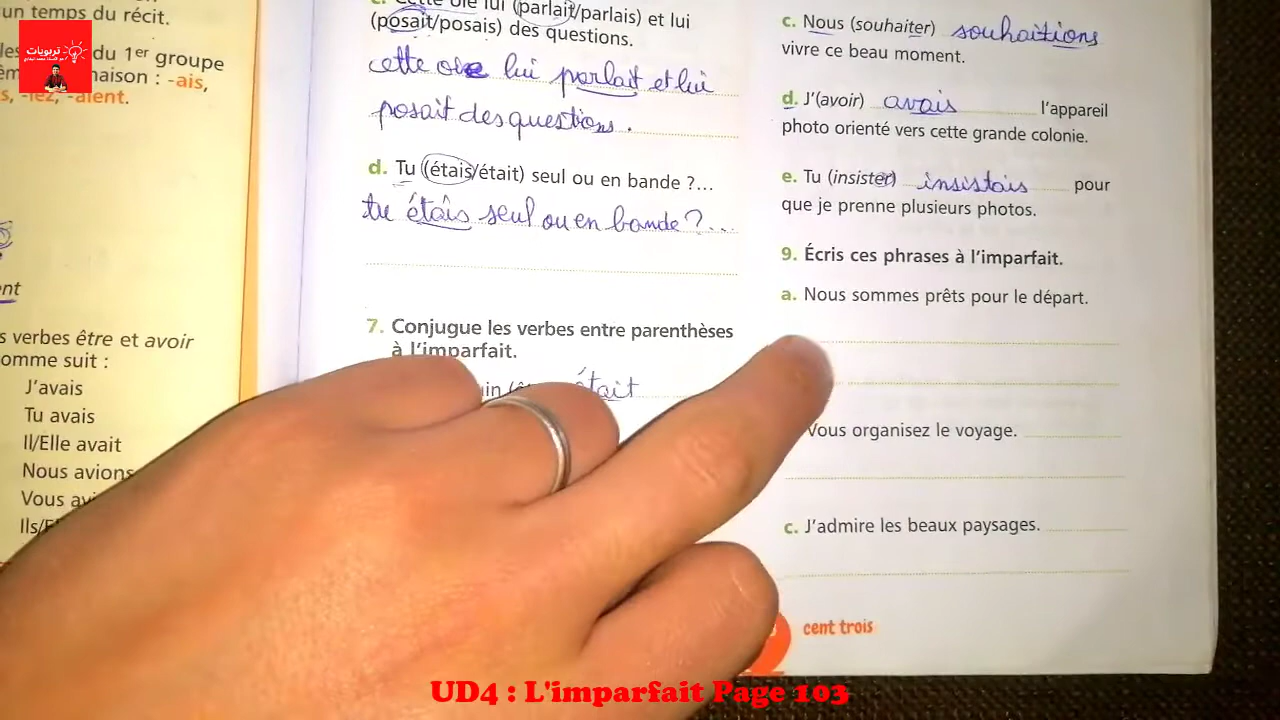 un temps du récit.
تربويات
du 1er groupe
maison : -ais,
-iez, -aient.
verbes être et avoir
omme suit :
J'avais
Tu avais
Il/Elle avait
Nous avions
Vous
lui (parlait/parlais) et lui
(posait/posais) des questions.
cette oie lui parlait et lui
posait des questions.
d. Tu (étais/était) seul ou en bande ?...
tu étais seul ou en bande ?...
7. Conjugue les verbes entre parenthèses
à l'imparfait.
était
c. Nous (souhaiter) souhaitions
vivre ce beau moment.
d. J'(avoir) avais l'appareil
photo orienté vers cette grande colonie.
e. Tu (insister) insistais pour
que je prenne plusieurs photos.
9. Écris ces phrases à l'imparfait.
a. Nous sommes prêts pour le départ.
Vous organisez le voyage.
c. J'admire les beaux paysages.
cent trois
UD4 : L'imparfait Page 103